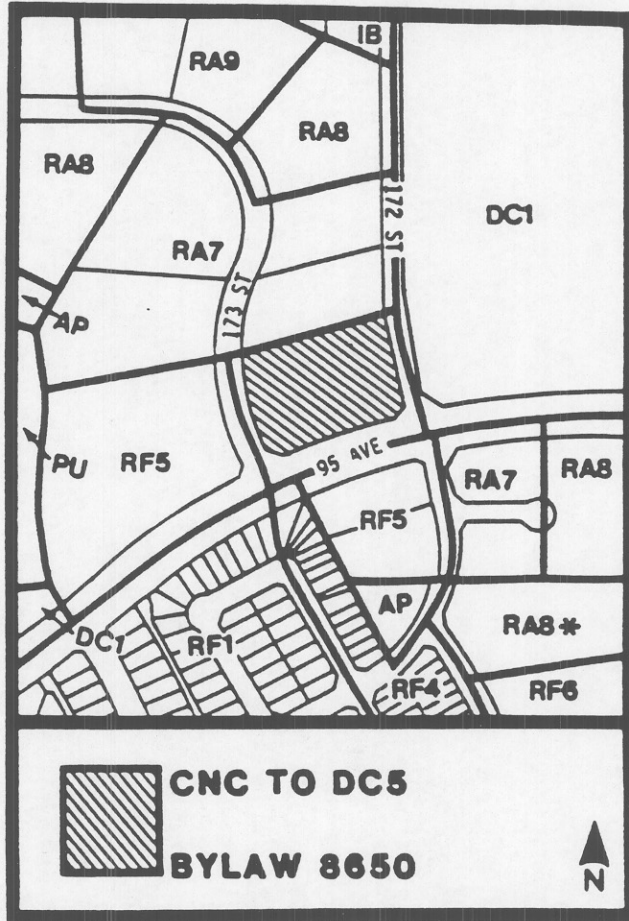 IB
RA9
RA8
RA8
172 ST
DC1
RA7
173 ST
AP
RF5
PU
95 AVE
RA7
RA8
RF5
AP
DC1
RF1
RA8*
RF4
RF6
CNC TO DC5
BYLAW 8650
N